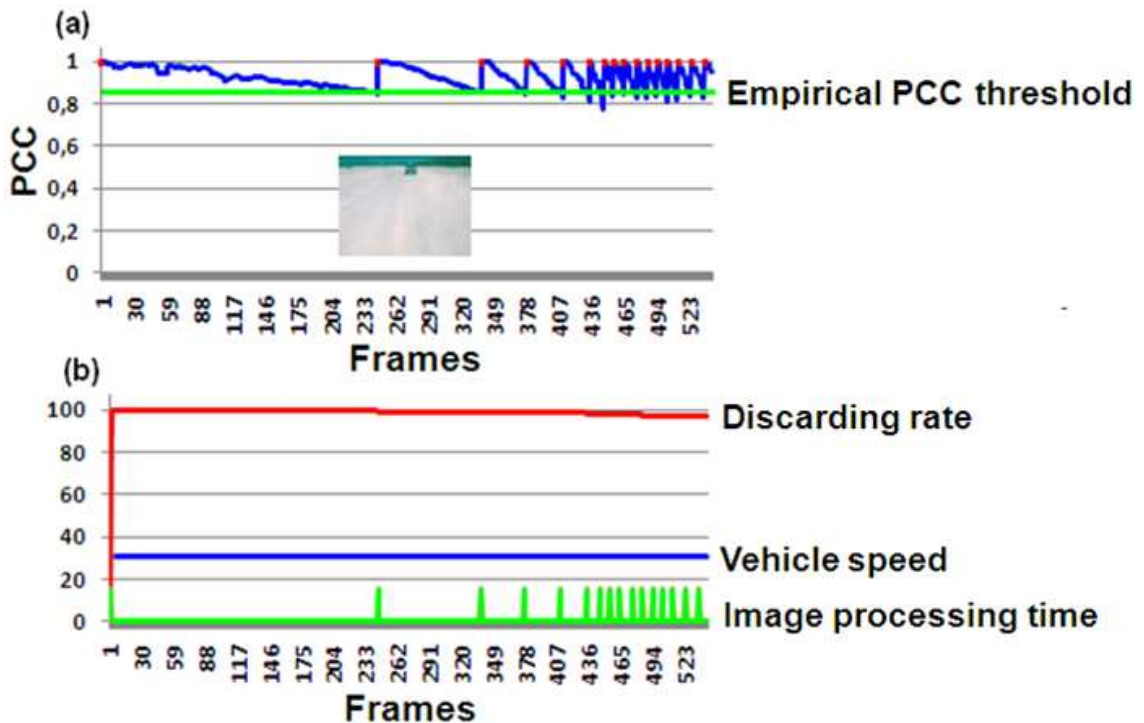 (a)
1
0,8
0,6
0,4
0,2
0
PCC
Empirical PCC threshold
1 30 59 88 117 146 175 204 233 262 291 320 349 378 407 436 465 494 523
Frames
(b)
100
80
60
40
20
0
Discarding rate
Vehicle speed
Image processing time
1 30 59 88 117 146 175 204 233 262 291 320 349 378 407 436 465 494 523
Frames